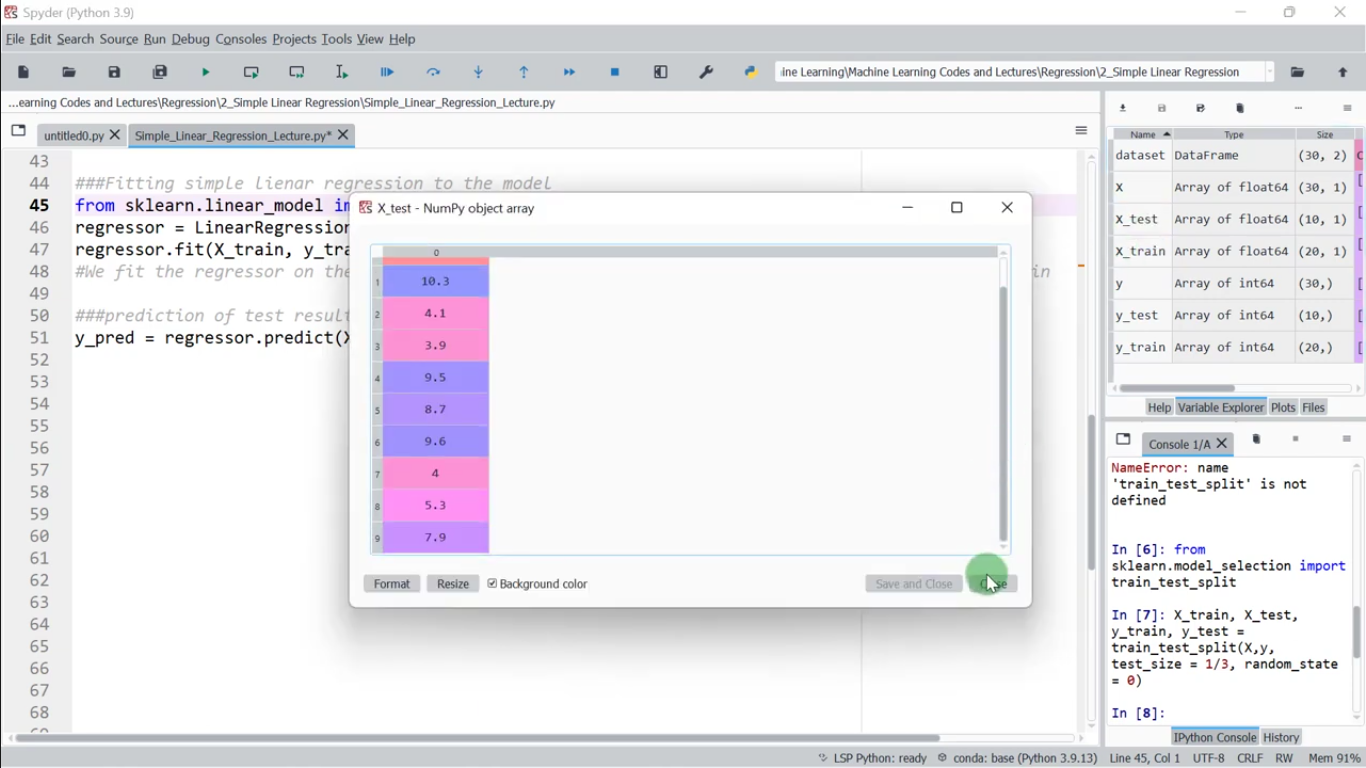 Spyder (Python 3.9)
File Edit Search Source Run Debug Consoles Projects Tools View Help
ine Learning\Machine Learning Codes and Lectures\Regression\2_Simple Linear Regression
...earning Codes and Lectures\Regression\2_Simple Linear Regression\Simple_Linear_Regression_Lecture.py
untitled0.py
Simple_Linear_Regression_Lecture.py*
43
44 ###Fitting simple lienar regression to the model
45 from sklearn.linear_model im
46 regressor = LinearRegression
47 regressor.fit(X_train, y_tra
48 #We fit the regressor on the in
49
50 ###prediction of test result
51 y_pred = regressor.predict(X
52
53
54
55
56
57
58
59
60
61
62
63
64
65
66
67
68
X_test - NumPy object array
0
1 10.3
2 4.1
3 3.9
4 9.5
5 8.7
6 9.6
7 4
8 5.3
9 7.9
Format Resize Background color Save and Close
Name Type Size
dataset DataFrame (30, 2)
X Array of float64 (30, 1)
X_test Array of float64 (10, 1)
X_train Array of float64 (20, 1)
y Array of int64 (30,)
y_test Array of int64 (10,)
y_train Array of int64 (20,)
Help Variable Explorer Plots Files
Console 1/A
NameError: name
'train_test_split' is not
defined
In [6]: from
sklearn.model_selection import
train_test_split
In [7]: X_train, X_test,
y_train, y_test =
train_test_split(X,y,
test_size = 1/3, random_state
= 0)
In [8]:
IPython Console History
LSP Python: ready conda: base (Python 3.9.13) Line 45, Col 1 UTF-8 CRLF RW Mem 91%